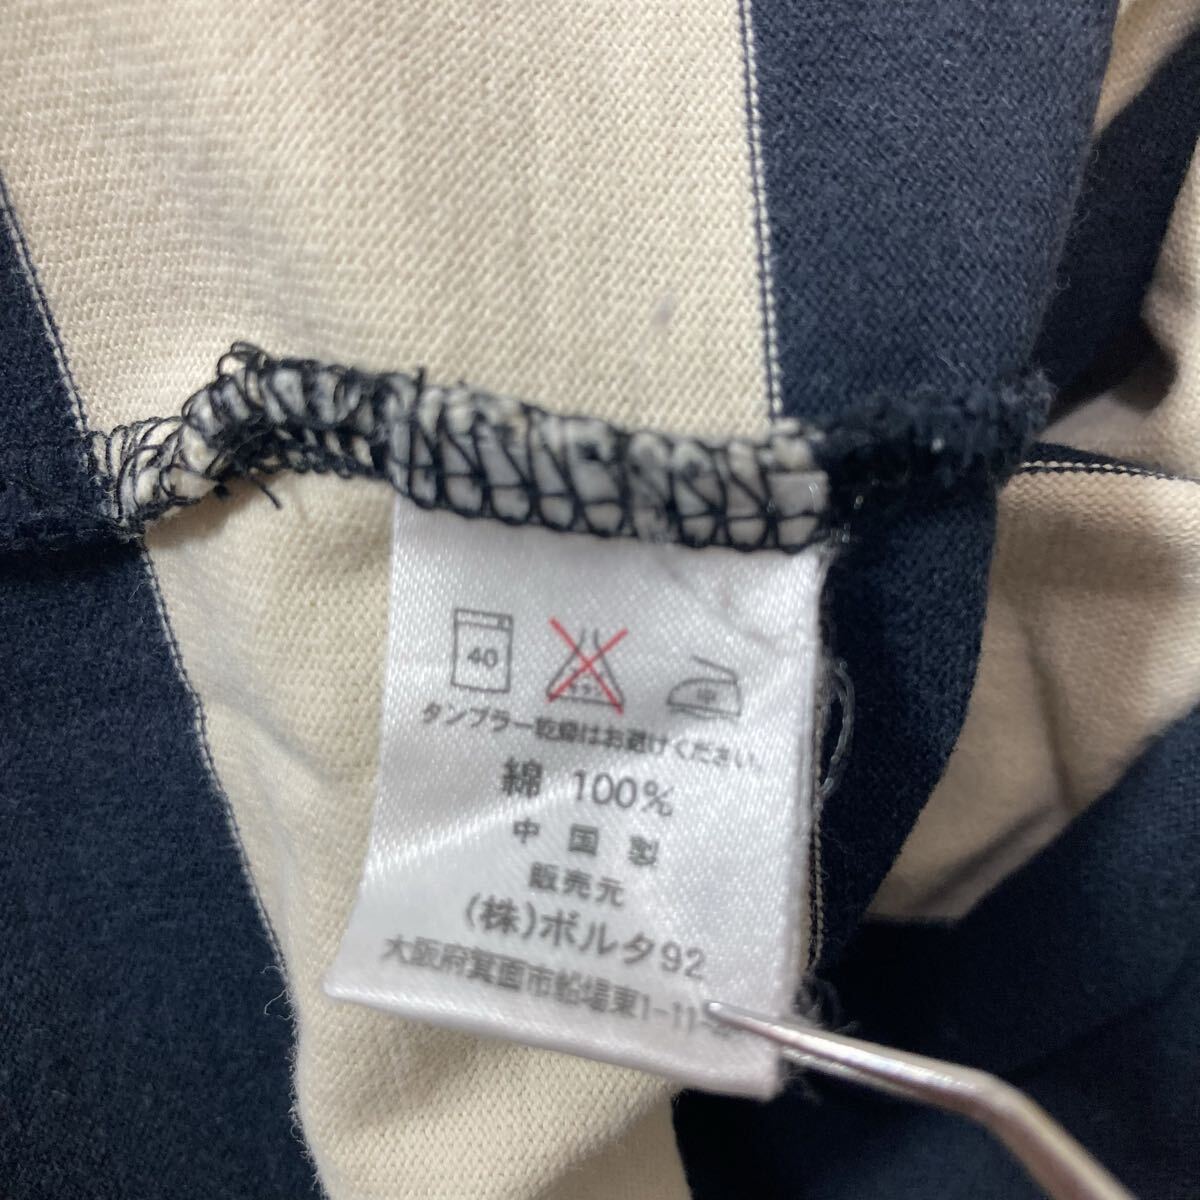 40
中
タンブラー乾燥はお避けください。
綿 100%
中国製
販売元
(株)ボルタ92
大阪府箕面市船場東1-11-